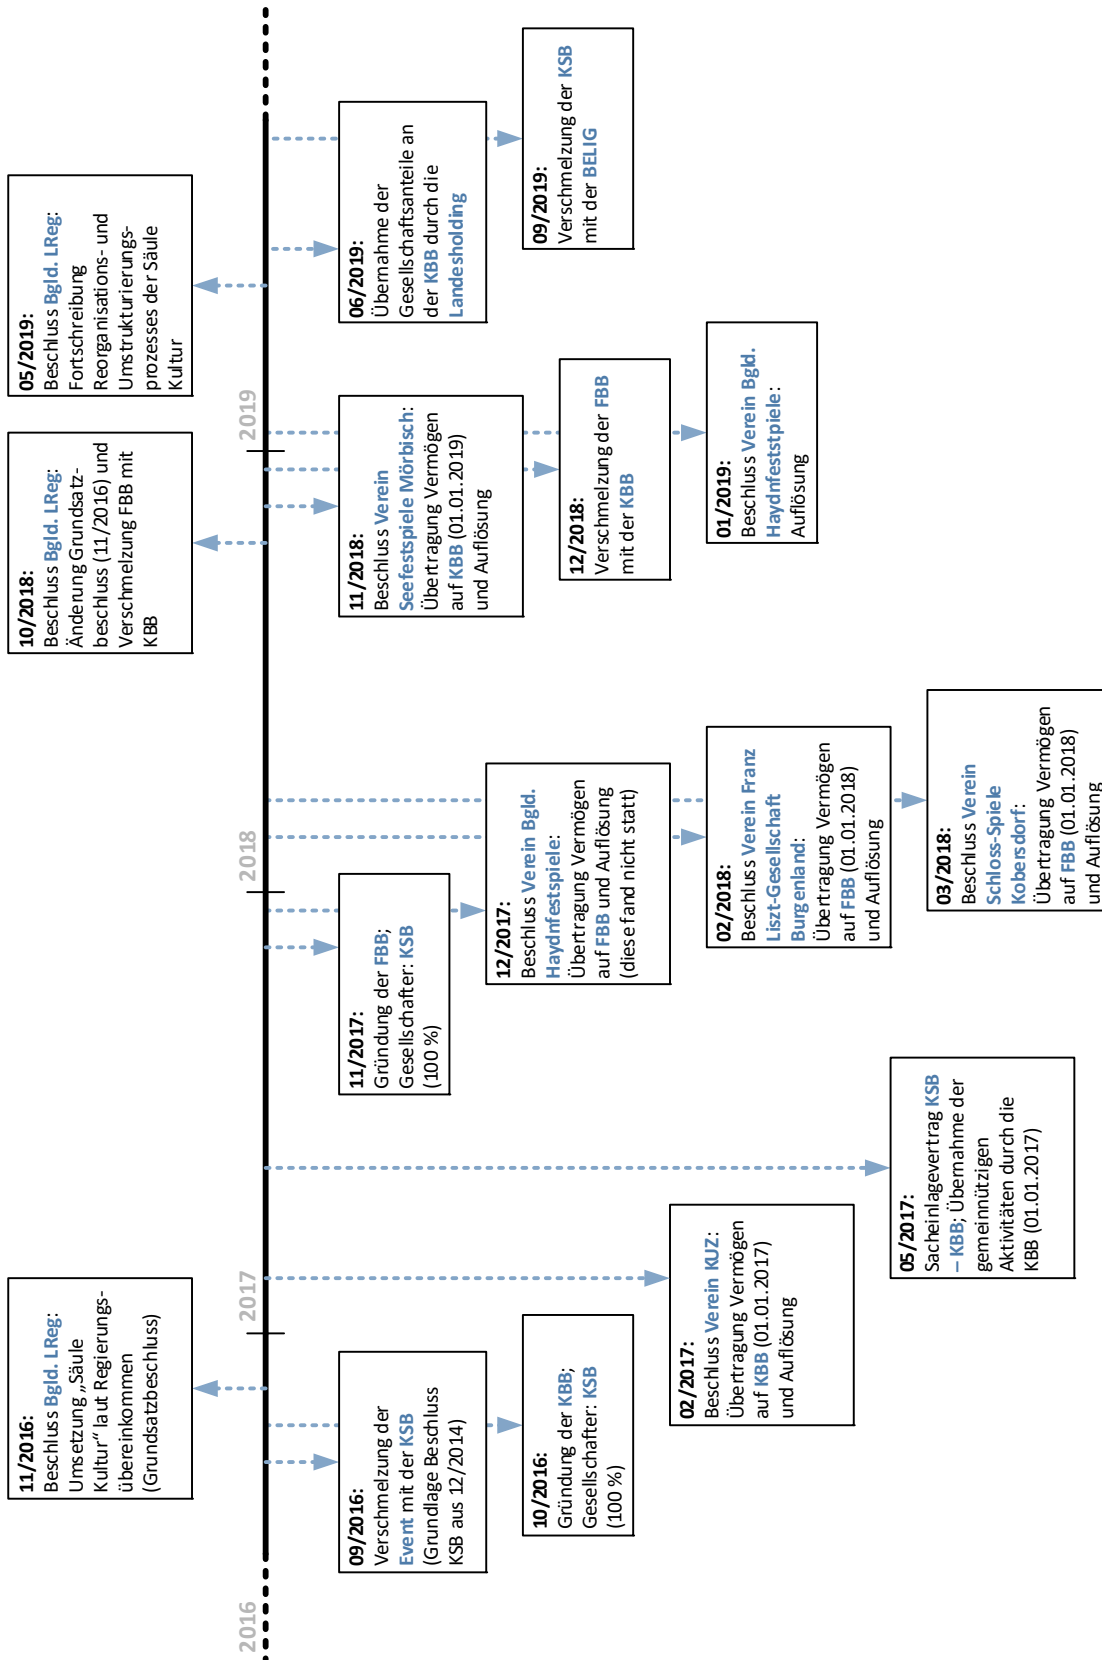 11/2016:
Beschluss Bgld. LReg:
Umsetzung „Säule
Kultur“ laut Regierungs-
übereinkommen
(Grundsatzbeschluss)
10/2018:
Beschluss Bgld. LReg:
Änderung Grundsatz-
beschluss (11/2016) und
Verschmelzung FBB mit
KBB
05/2019:
Beschluss Bgld. LReg:
Fortschreibung
Reorganisations- und
Umstrukturierungs-
prozesses der Säule
Kultur
2016
2017
2018
2019
09/2016:
Verschmelzung der
Event mit der KSB
(Grundlage Beschluss
KSB aus 12/2014)
10/2016:
Gründung der KBB;
Gesellschafter: KSB
(100 %)
02/2017:
Beschluss Verein KUZ:
Übertragung Vermögen
auf KBB (01.01.2017)
und Auflösung
05/2017:
Sacheinlagevertrag KSB
– KBB; Übernahme der
gemeinnützigen
Aktivitäten durch die
KBB (01.01.2017)
11/2017:
Gründung der FBB;
Gesellschafter: KSB
(100 %)
12/2017:
Beschluss Verein Bgld.
Haydnfestspiele:
Übertragung Vermögen
auf FBB und Auflösung
(diese fand nicht statt)
02/2018:
Beschluss Verein Franz
Liszt-Gesellschaft
Burgenland:
Übertragung Vermögen
auf FBB (01.01.2018)
und Auflösung
03/2018:
Beschluss Verein
Schloss-Spiele
Kobersdorf:
Übertragung Vermögen
auf FBB (01.01.2018)
und Auflösung
11/2018:
Beschluss Verein
Seefestspiele Mörbisch:
Übertragung Vermögen
auf KBB (01.01.2019)
und Auflösung
12/2018:
Verschmelzung der FBB
mit der KBB
01/2019:
Beschluss Verein Bgld.
Haydnfeststpiele:
Auflösung
06/2019:
Übernahme der
Gesellschaftsanteile an
der KBB durch die
Landesholding
09/2019:
Verschmelzung der KSB
mit der BELIG